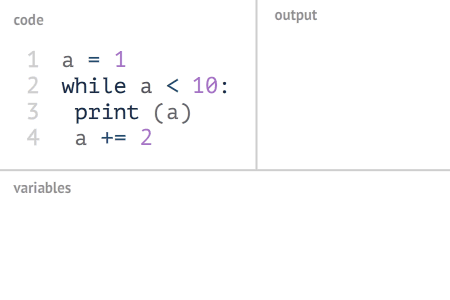 code
output
1 a = 1
2 while a < 10:
3  print (a)
4  a += 2
variables